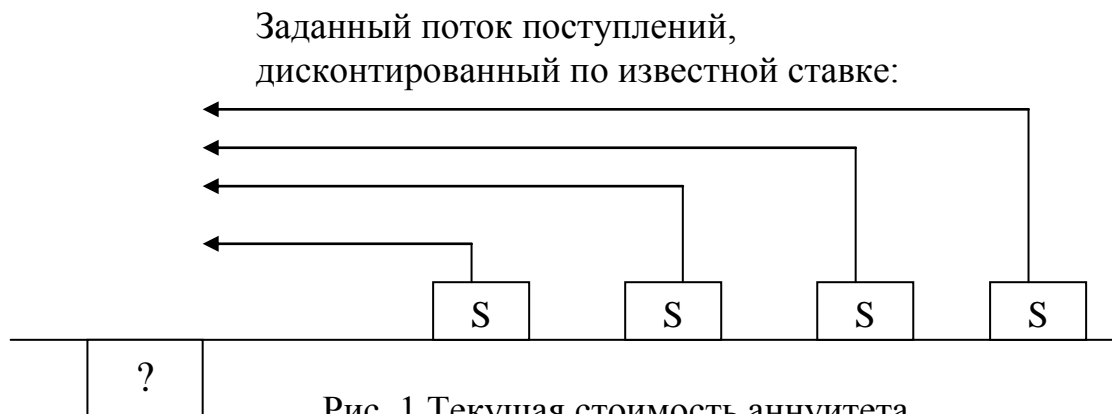 Заданный поток поступлений,
дисконтированный по известной ставке:
S S S S
?
Рис. 1 Текущая стоимость аннуитета